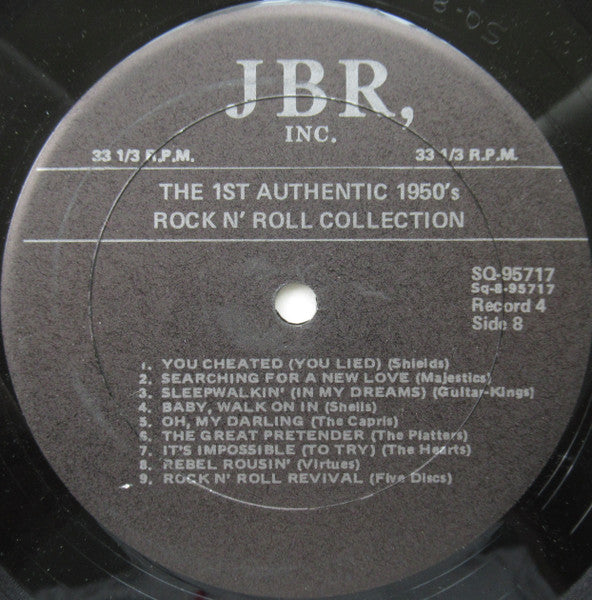 Sq-8
JBR,
INC.
33 1/3 R.P.M. 33 1/3 R.P.M.
THE 1ST AUTHENTIC 1950's
ROCK N' ROLL COLLECTION
SQ-95717
Sq-8-95717
Record 4
Side 8
1. YOU CHEATED (YOU LIED) (Shields)
2. SEARCHING FOR A NEW LOVE (Majestics)
3. SLEEPWALKIN' (IN MY DREAMS) (Guitar-Kings)
4. BABY, WALK ON IN (Shells)
5. OH, MY DARLING (The Capris)
6. THE GREAT PRETENDER (The Platters)
7. IT'S IMPOSSIBLE (TO TRY) (The Hearts)
8. REBEL ROUSIN' (Virtues)
9. ROCK N' ROLL REVIVAL (Five Discs)